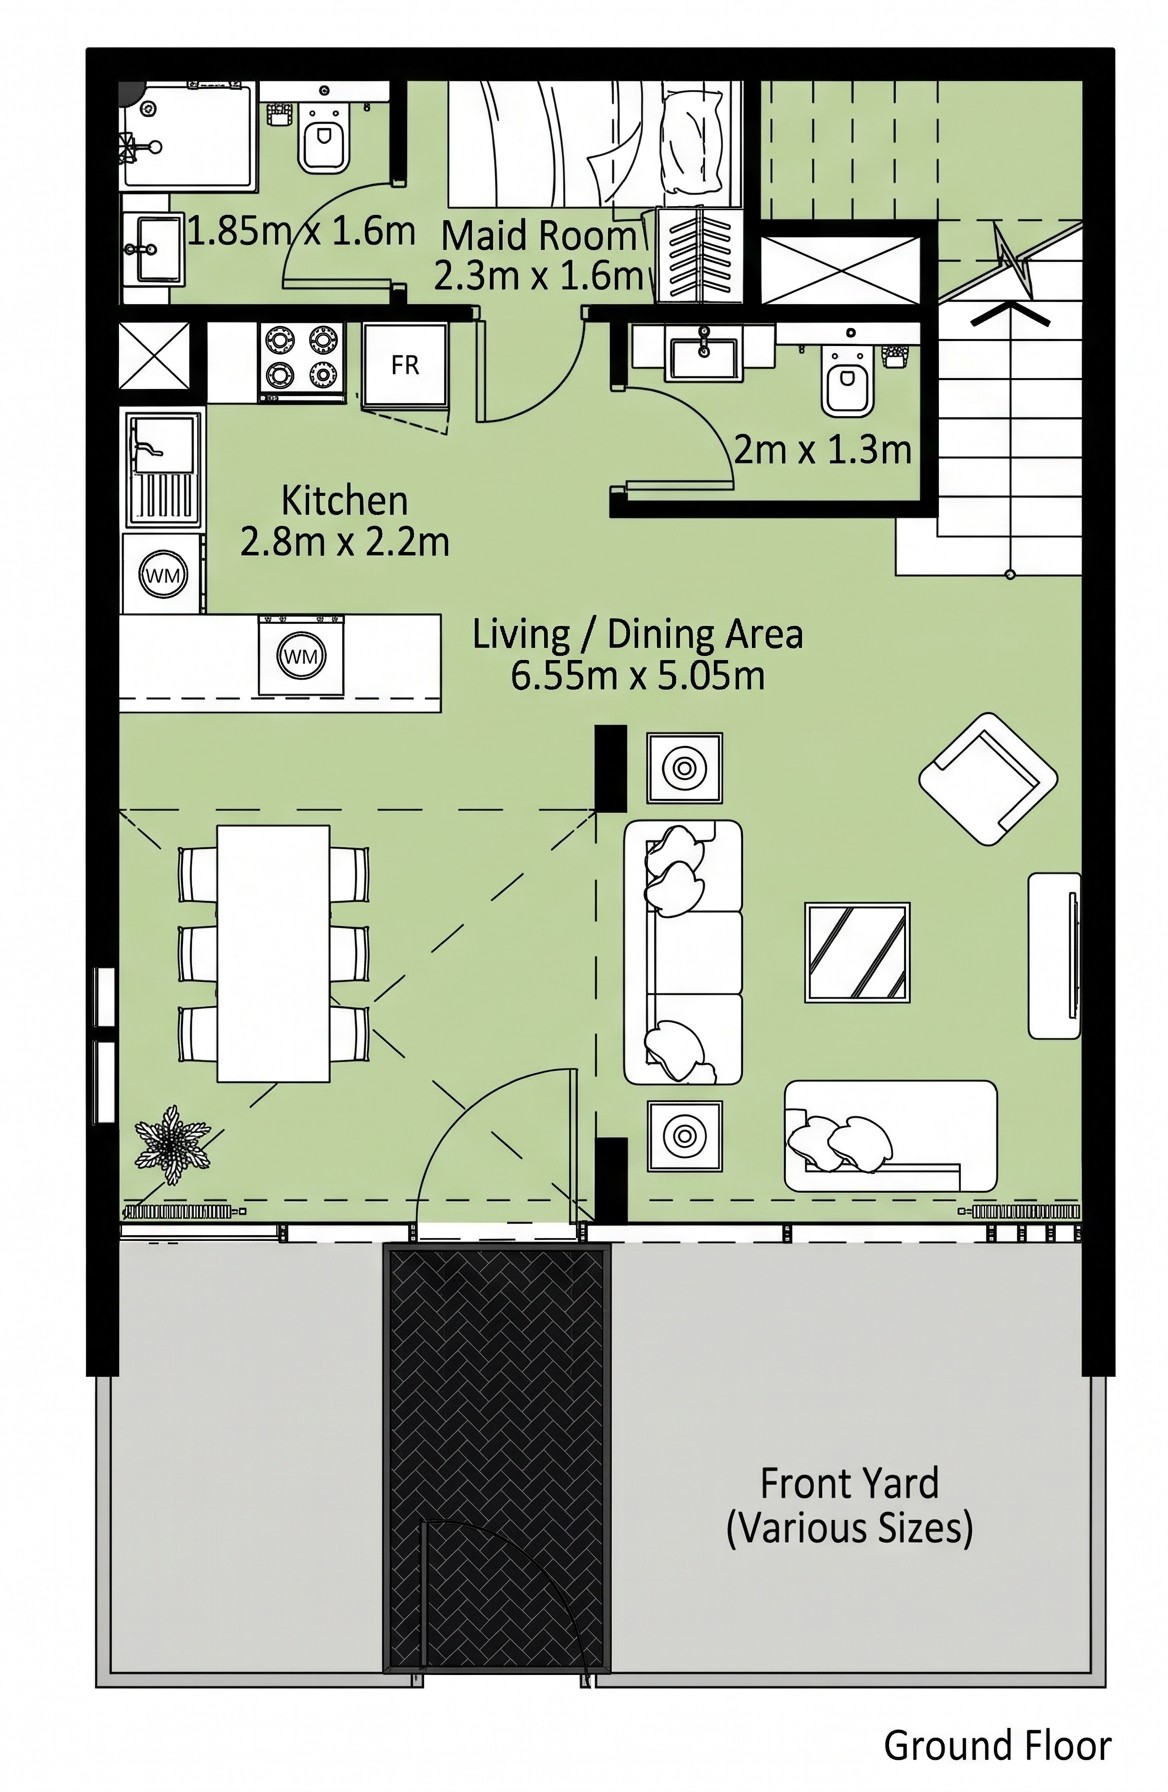 1.85m x 1.6m
Maid Room
2.3m x 1.6m
FR
2m x 1.3m
Kitchen
2.8m x 2.2m
WM
WM
Living / Dining Area
6.55m x 5.05m
Front Yard
(Various Sizes)
Ground Floor